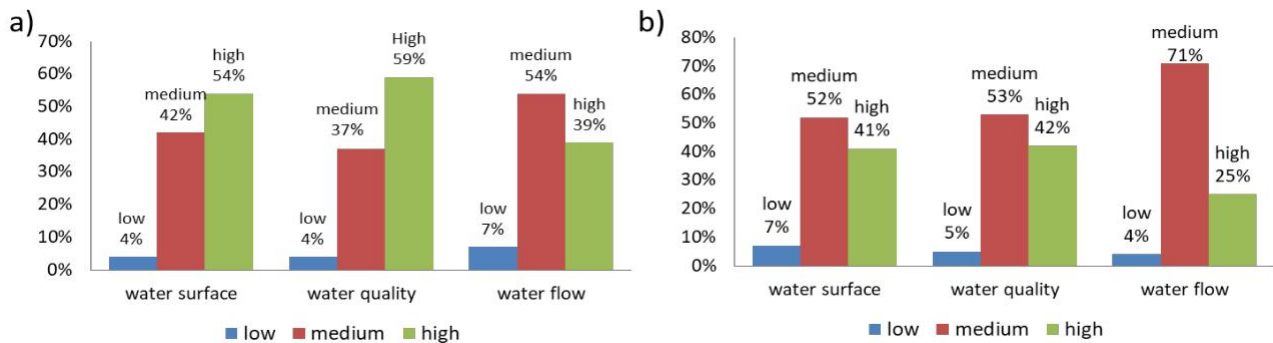 a)
70%
60%
50%
40%
30%
20%
10%
0%
low
4%
medium
42%
high
54%
low
4%
medium
37%
High
59%
low
7%
medium
54%
high
39%
water surface
water quality
water flow
low medium high
b)
80%
70%
60%
50%
40%
30%
20%
10%
0%
low
7%
medium
52%
high
41%
low
5%
medium
53%
high
42%
low
4%
medium
71%
high
25%
water surface
water quality
water flow
low medium high